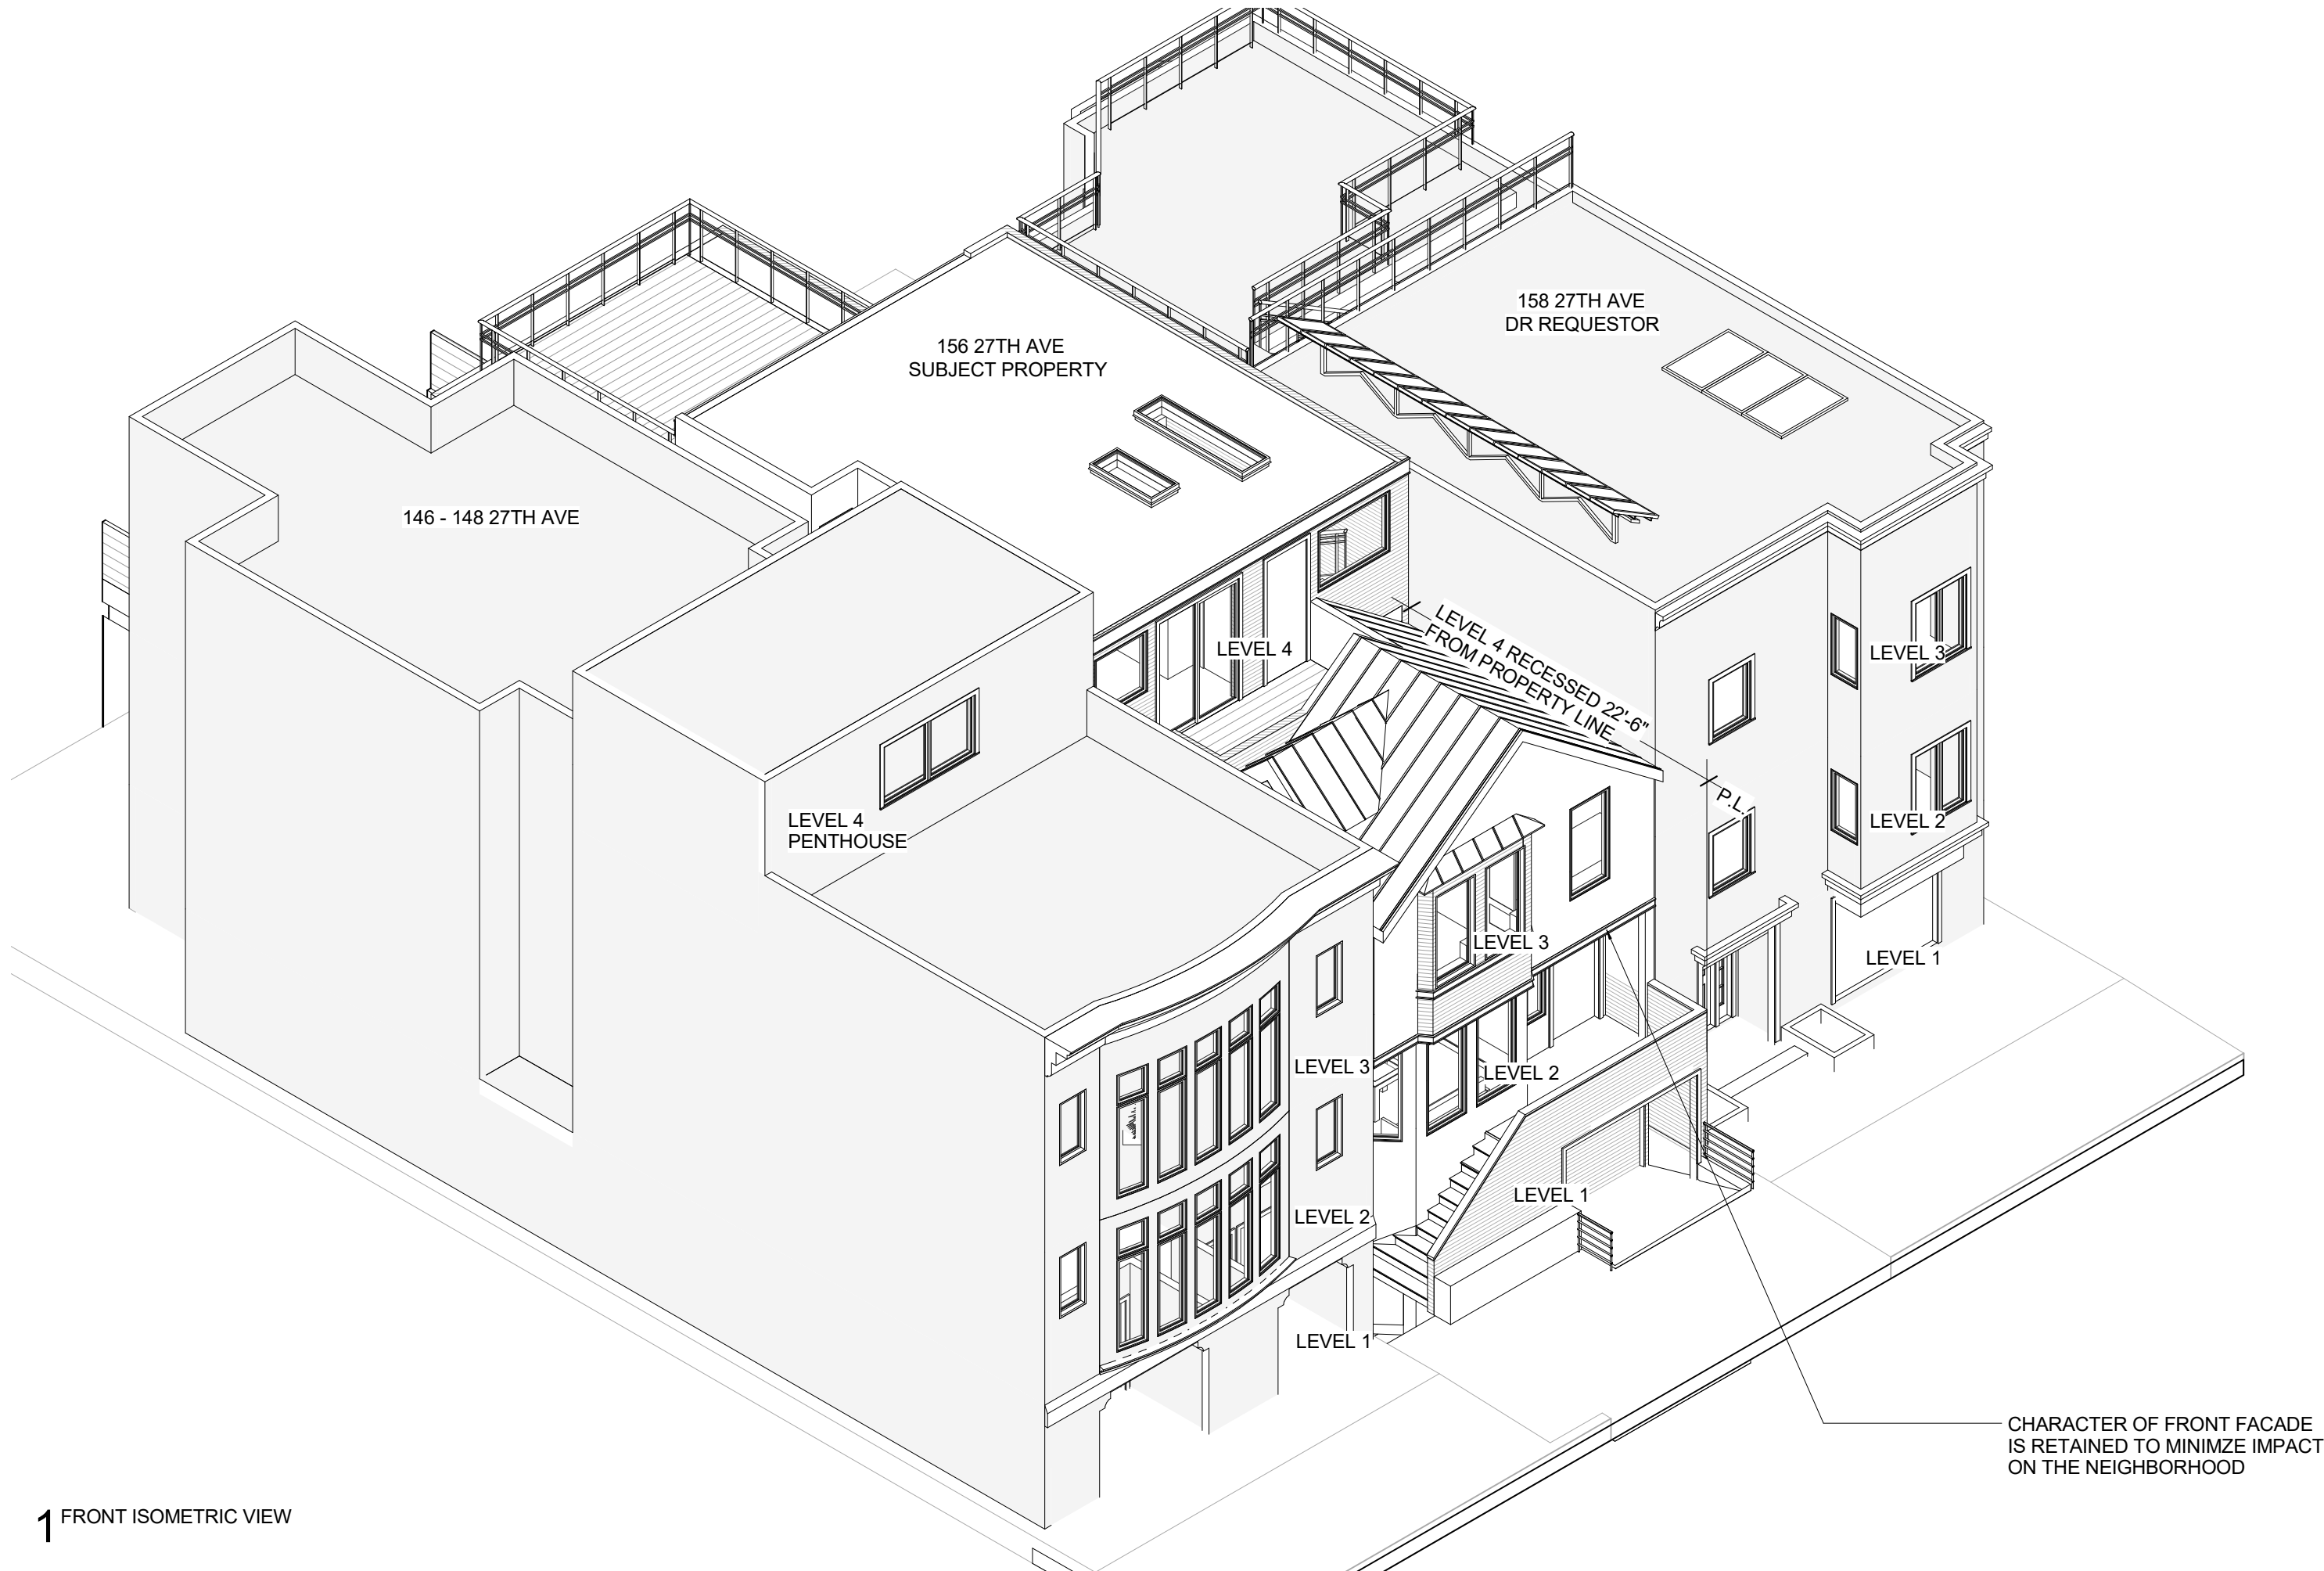 158 27TH AVE
DR REQUESTOR
156 27TH AVE
SUBJECT PROPERTY
146 - 148 27TH AVE
LEVEL 4
LEVEL 4 RECESSED 22'-6"
FROM PROPERTY LINE
P.L.
LEVEL 3
LEVEL 2
LEVEL 1
LEVEL 4
PENTHOUSE
LEVEL 3
LEVEL 2
LEVEL 1
LEVEL 3
LEVEL 2
LEVEL 1
CHARACTER OF FRONT FACADE
IS RETAINED TO MINIMZE IMPACT
ON THE NEIGHBORHOOD
1 FRONT ISOMETRIC VIEW